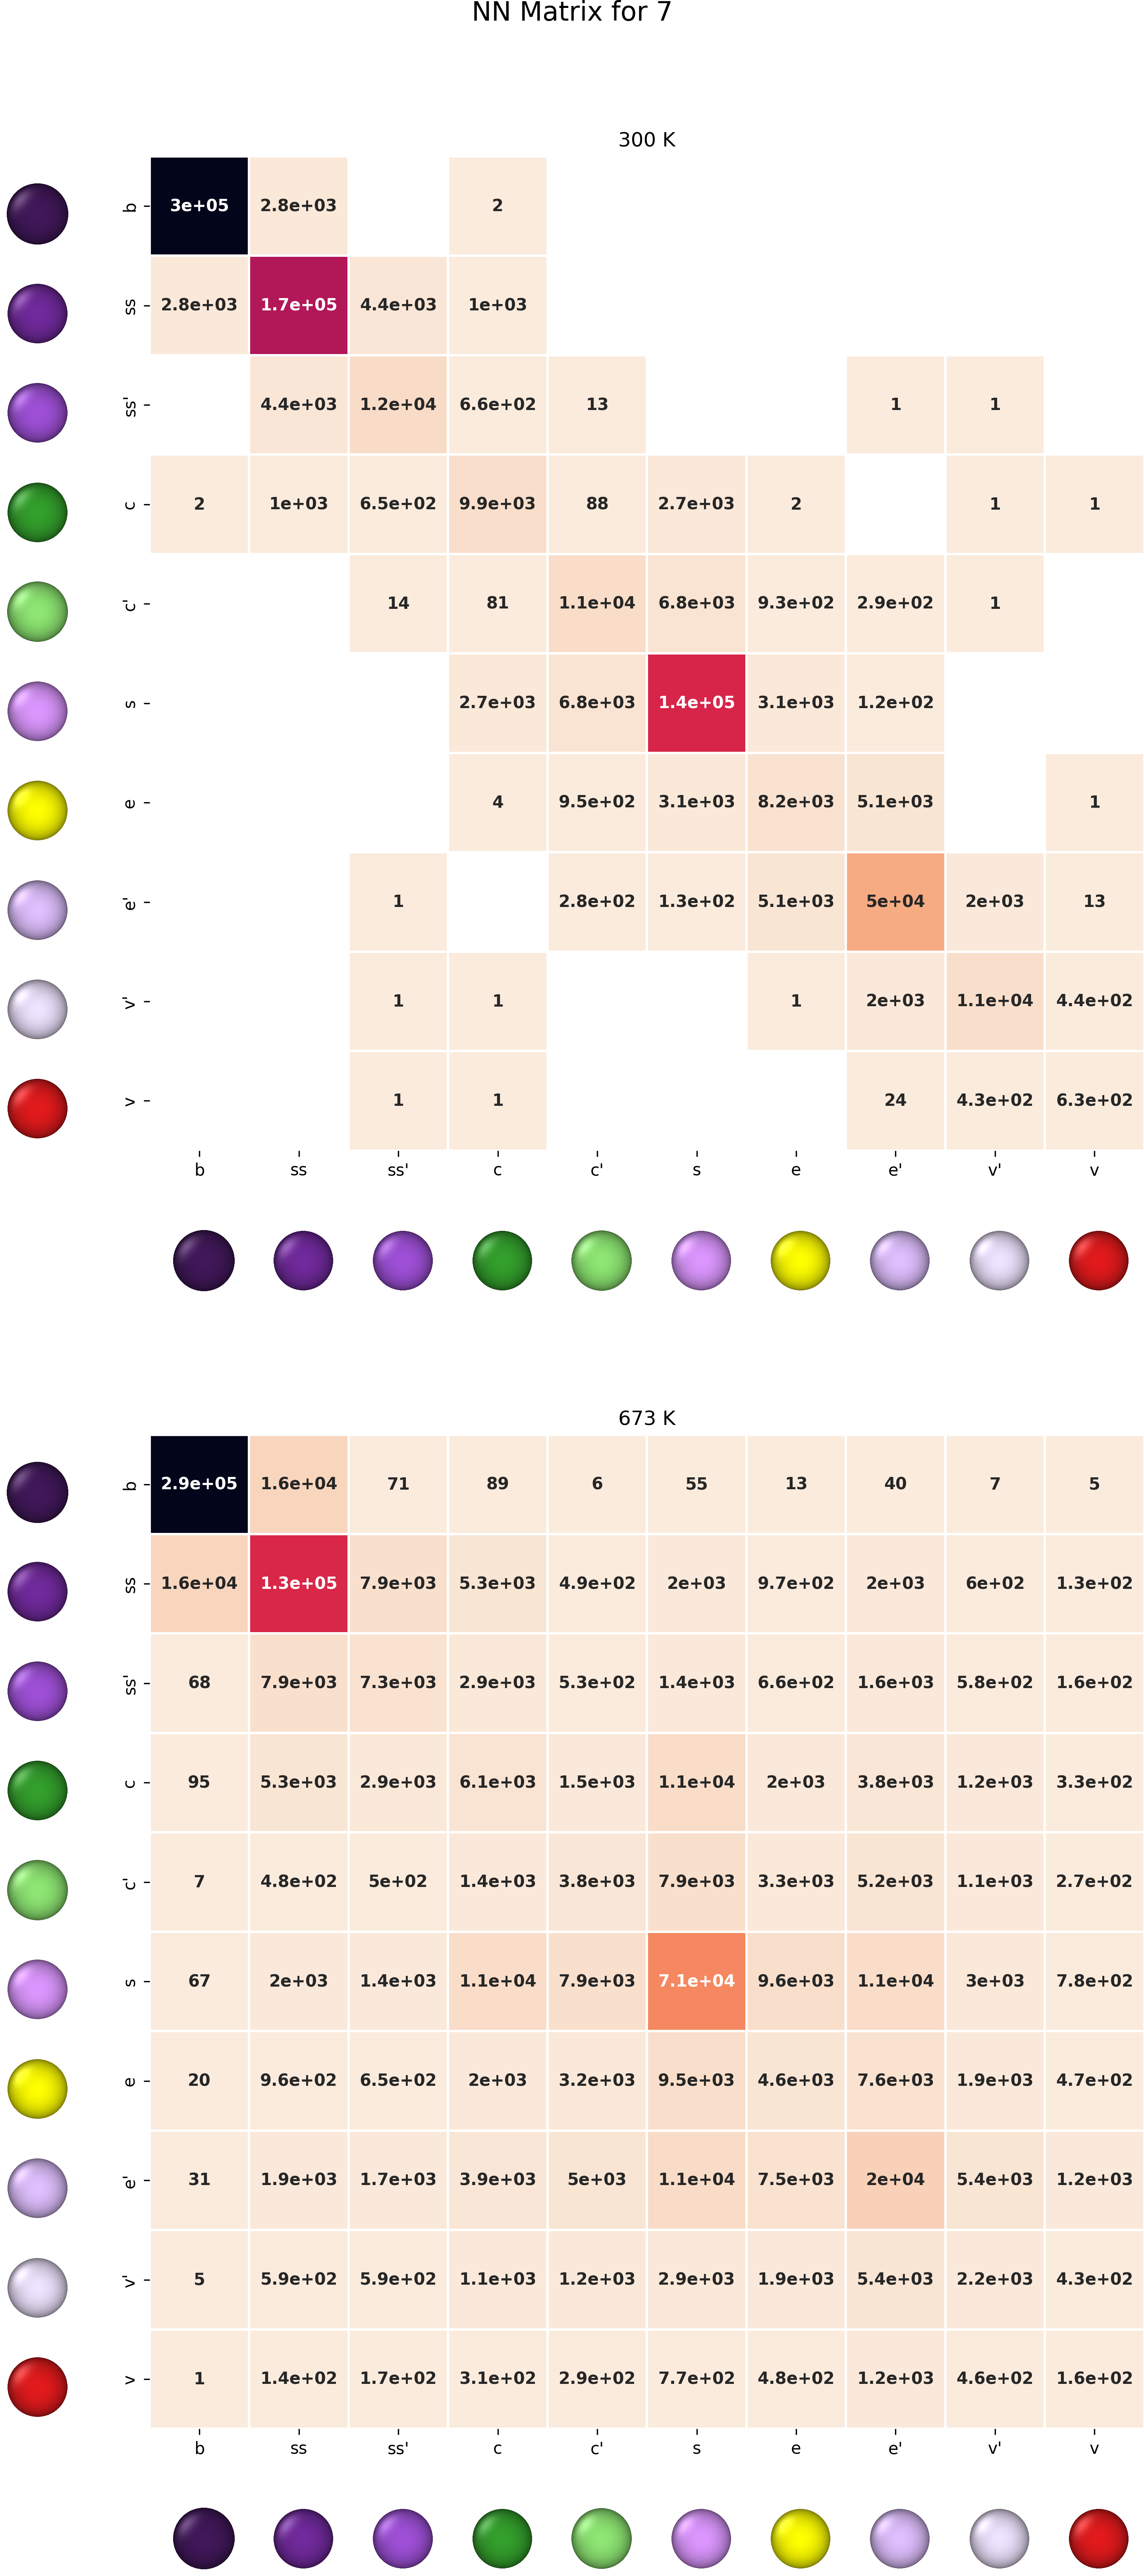 NN Matrix for 7
300 K
b 3e+05 2.8e+03 2
ss 2.8e+03 1.7e+05 4.4e+03 1e+03
ss' 4.4e+03 1.2e+04 6.6e+02 13 1 1
c 2 1e+03 6.5e+02 9.9e+03 88 2.7e+03 2 1 1
c' 14 81 1.1e+04 6.8e+03 9.3e+02 2.9e+02 1
s 2.7e+03 6.8e+03 1.4e+05 3.1e+03 1.2e+02
e 4 9.5e+02 3.1e+03 8.2e+03 5.1e+03 1
e' 1 2.8e+02 1.3e+02 5.1e+03 5e+04 2e+03 13
v' 1 1 1 2e+03 1.1e+04 4.4e+02
v 1 1 24 4.3e+02 6.3e+02
b ss ss' c c' s e e' v' v
673 K
b 2.9e+05 1.6e+04 71 89 6 55 13 40 7 5
ss 1.6e+04 1.3e+05 7.9e+03 5.3e+03 4.9e+02 2e+03 9.7e+02 2e+03 6e+02 1.3e+02
ss' 68 7.9e+03 7.3e+03 2.9e+03 5.3e+02 1.4e+03 6.6e+02 1.6e+03 5.8e+02 1.6e+02
c 95 5.3e+03 2.9e+03 6.1e+03 1.5e+03 1.1e+04 2e+03 3.8e+03 1.2e+03 3.3e+02
c' 7 4.8e+02 5e+02 1.4e+03 3.8e+03 7.9e+03 3.3e+03 5.2e+03 1.1e+03 2.7e+02
s 67 2e+03 1.4e+03 1.1e+04 7.9e+03 7.1e+04 9.6e+03 1.1e+04 3e+03 7.8e+02
e 20 9.6e+02 6.5e+02 2e+03 3.2e+03 9.5e+03 4.6e+03 7.6e+03 1.9e+03 4.7e+02
e' 31 1.9e+03 1.7e+03 3.9e+03 5e+03 1.1e+04 7.5e+03 2e+04 5.4e+03 1.2e+03
v' 5 5.9e+02 5.9e+02 1.1e+03 1.2e+03 2.9e+03 1.9e+03 5.4e+03 2.2e+03 4.3e+02
v 1 1.4e+02 1.7e+02 3.1e+02 2.9e+02 7.7e+02 4.8e+02 1.2e+03 4.6e+02 1.6e+02
b ss ss' c c' s e e' v' v